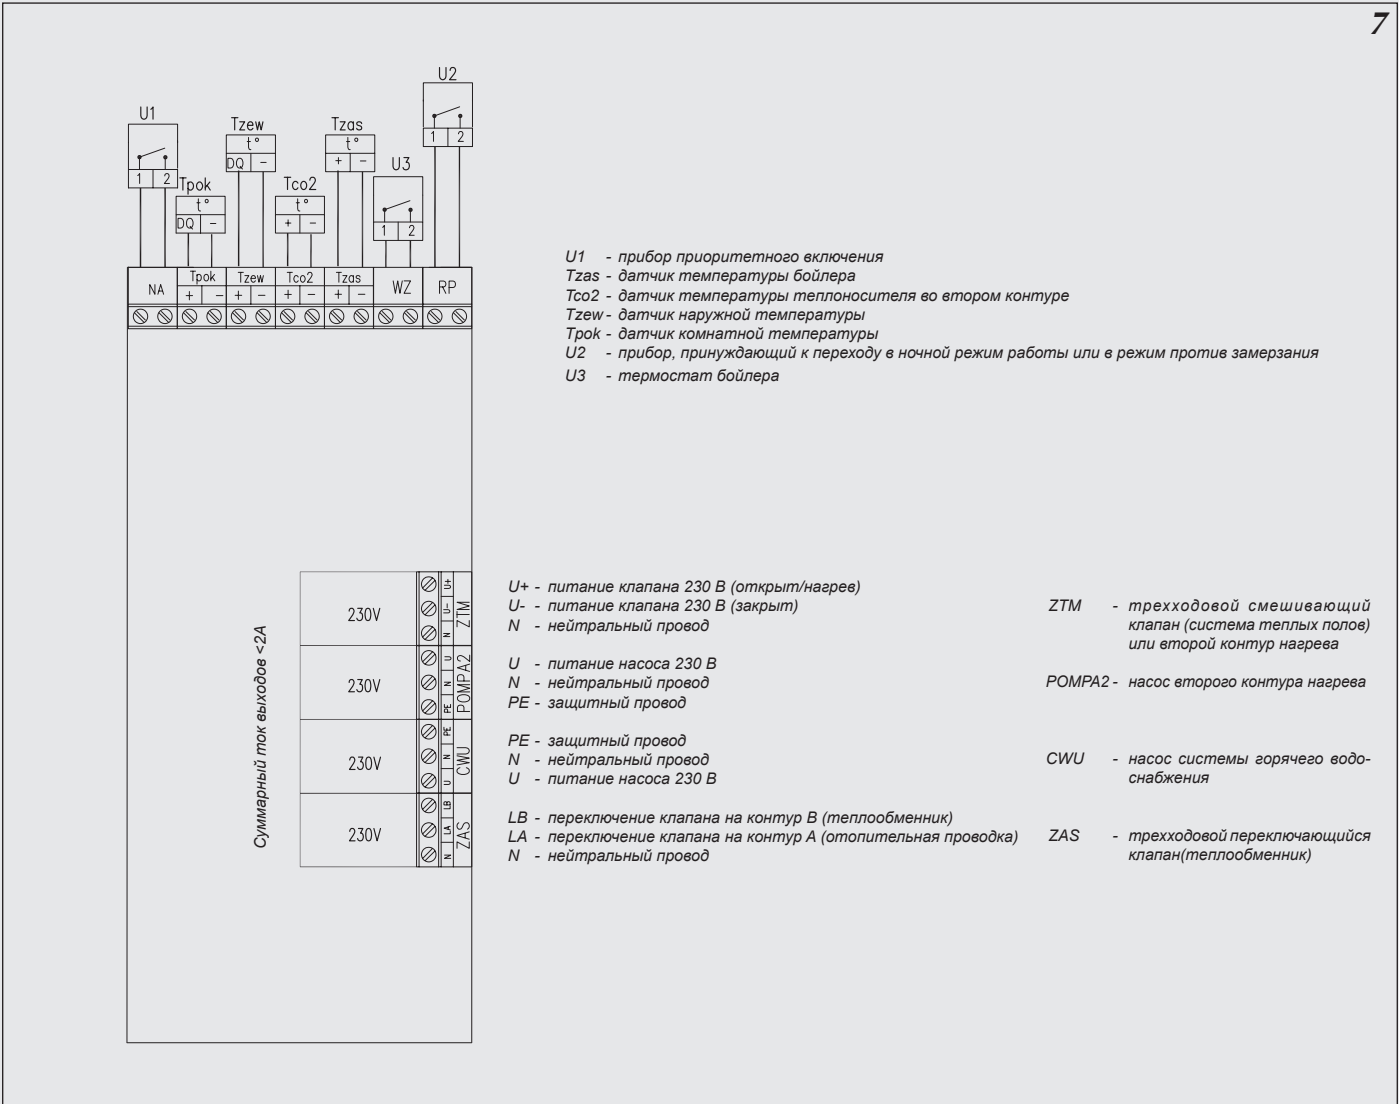 7
U2
U1
Tzew
Tzas
t°
t°
1 2
DQ -
+ -
U3
1 2
Tpok
Tco2
t°
t°
DQ -
+ -
1 2
NA
Tpok
Tzew
Tco2
Tzas
WZ
RP
+ - + - + - + -
U1 - прибор приоритетного включения
Tzas - датчик температуры бойлера
Tco2 - датчик температуры теплоносителя во втором контуре
Tzew - датчик наружной температуры
Tpok - датчик комнатной температуры
U2 - прибор, принуждающий к переходу в ночной режим работы или в режим против замерзания
U3 - термостат бойлера
Суммарный ток выходов <2A
230V
U+
U-
N
ZTM
230V
U
N
PE
POMPA2
230V
PE
N
U
CWU
230V
LB
LA
N
ZAS
U+ - питание клапана 230 В (открыт/нагрев)
U- - питание клапана 230 В (закрыт)
N - нейтральный провод
U - питание насоса 230 В
N - нейтральный провод
PE - защитный провод
PE - защитный провод
N - нейтральный провод
U - питание насоса 230 В
LB - переключение клапана на контур B (теплообменник)
LA - переключение клапана на контур A (отопительная проводка)
N - нейтральный провод
ZTM - трехходовой смешивающий
клапан (система теплых полов)
или второй контур нагрева
POMPA2 - насос второго контура нагрева
CWU - насос системы горячего водо-
снабжения
ZAS - трехходовой переключающийся
клапан(теплообменник)